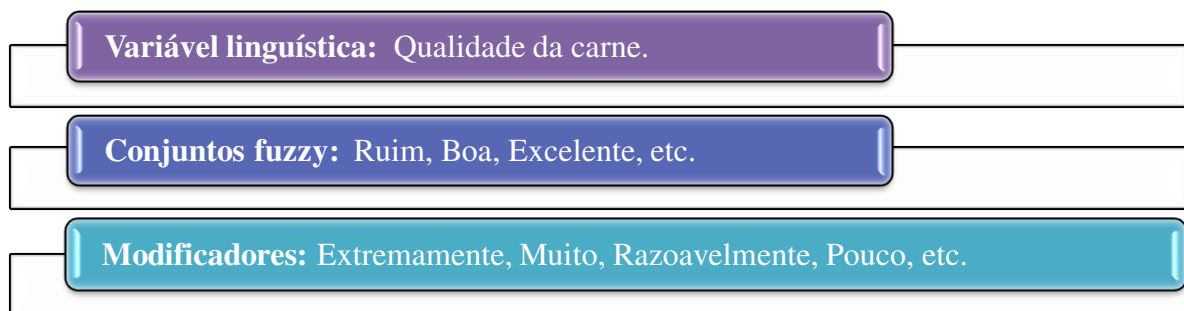 Variável linguística: Qualidade da carne.
Conjuntos fuzzy: Ruim, Boa, Excelente, etc.
Modificadores: Extremamente, Muito, Razoavelmente, Pouco, etc.